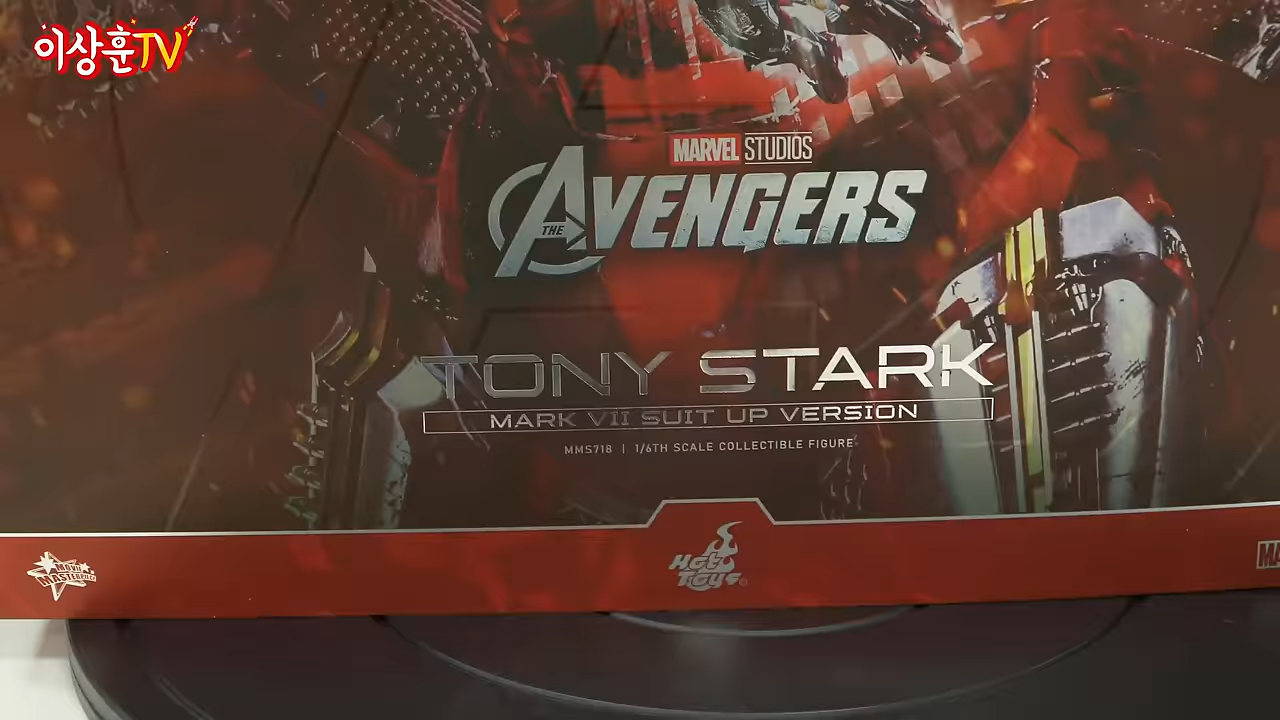 이상훈TV
MARVEL STUDIOS
THE AVENGERS
TONY STARK
MARK VII SUIT UP VERSION
MMS718 | 1/6TH SCALE COLLECTIBLE FIGURE
MOVIE MASTERPIECE
Hot Toys